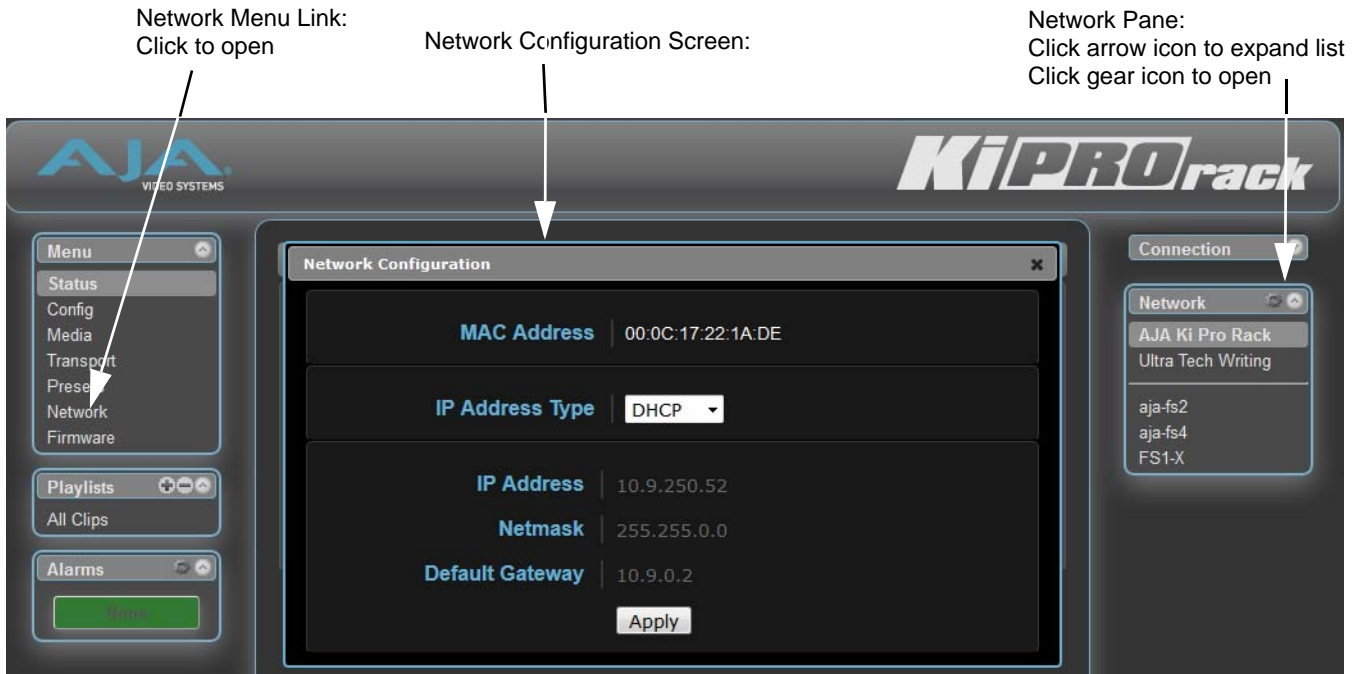 Network Menu Link:
Click to open
Network Configuration Screen:
Network Pane:
Click arrow icon to expand list
Click gear icon to open
AJA
VIDEO SYSTEMS
KiPROrack
Menu
Status
Config
Media
Transport
Presets
Network
Firmware
Playlists
All Clips
Alarms
None
Network Configuration
MAC Address 00:0C:17:22:1A:DE
IP Address Type DHCP
IP Address 10.9.250.52
Netmask 255.255.0.0
Default Gateway 10.9.0.2
Apply
Connection
Network
AJA Ki Pro Rack
Ultra Tech Writing
aja-fs2
aja-fs4
FS1-X